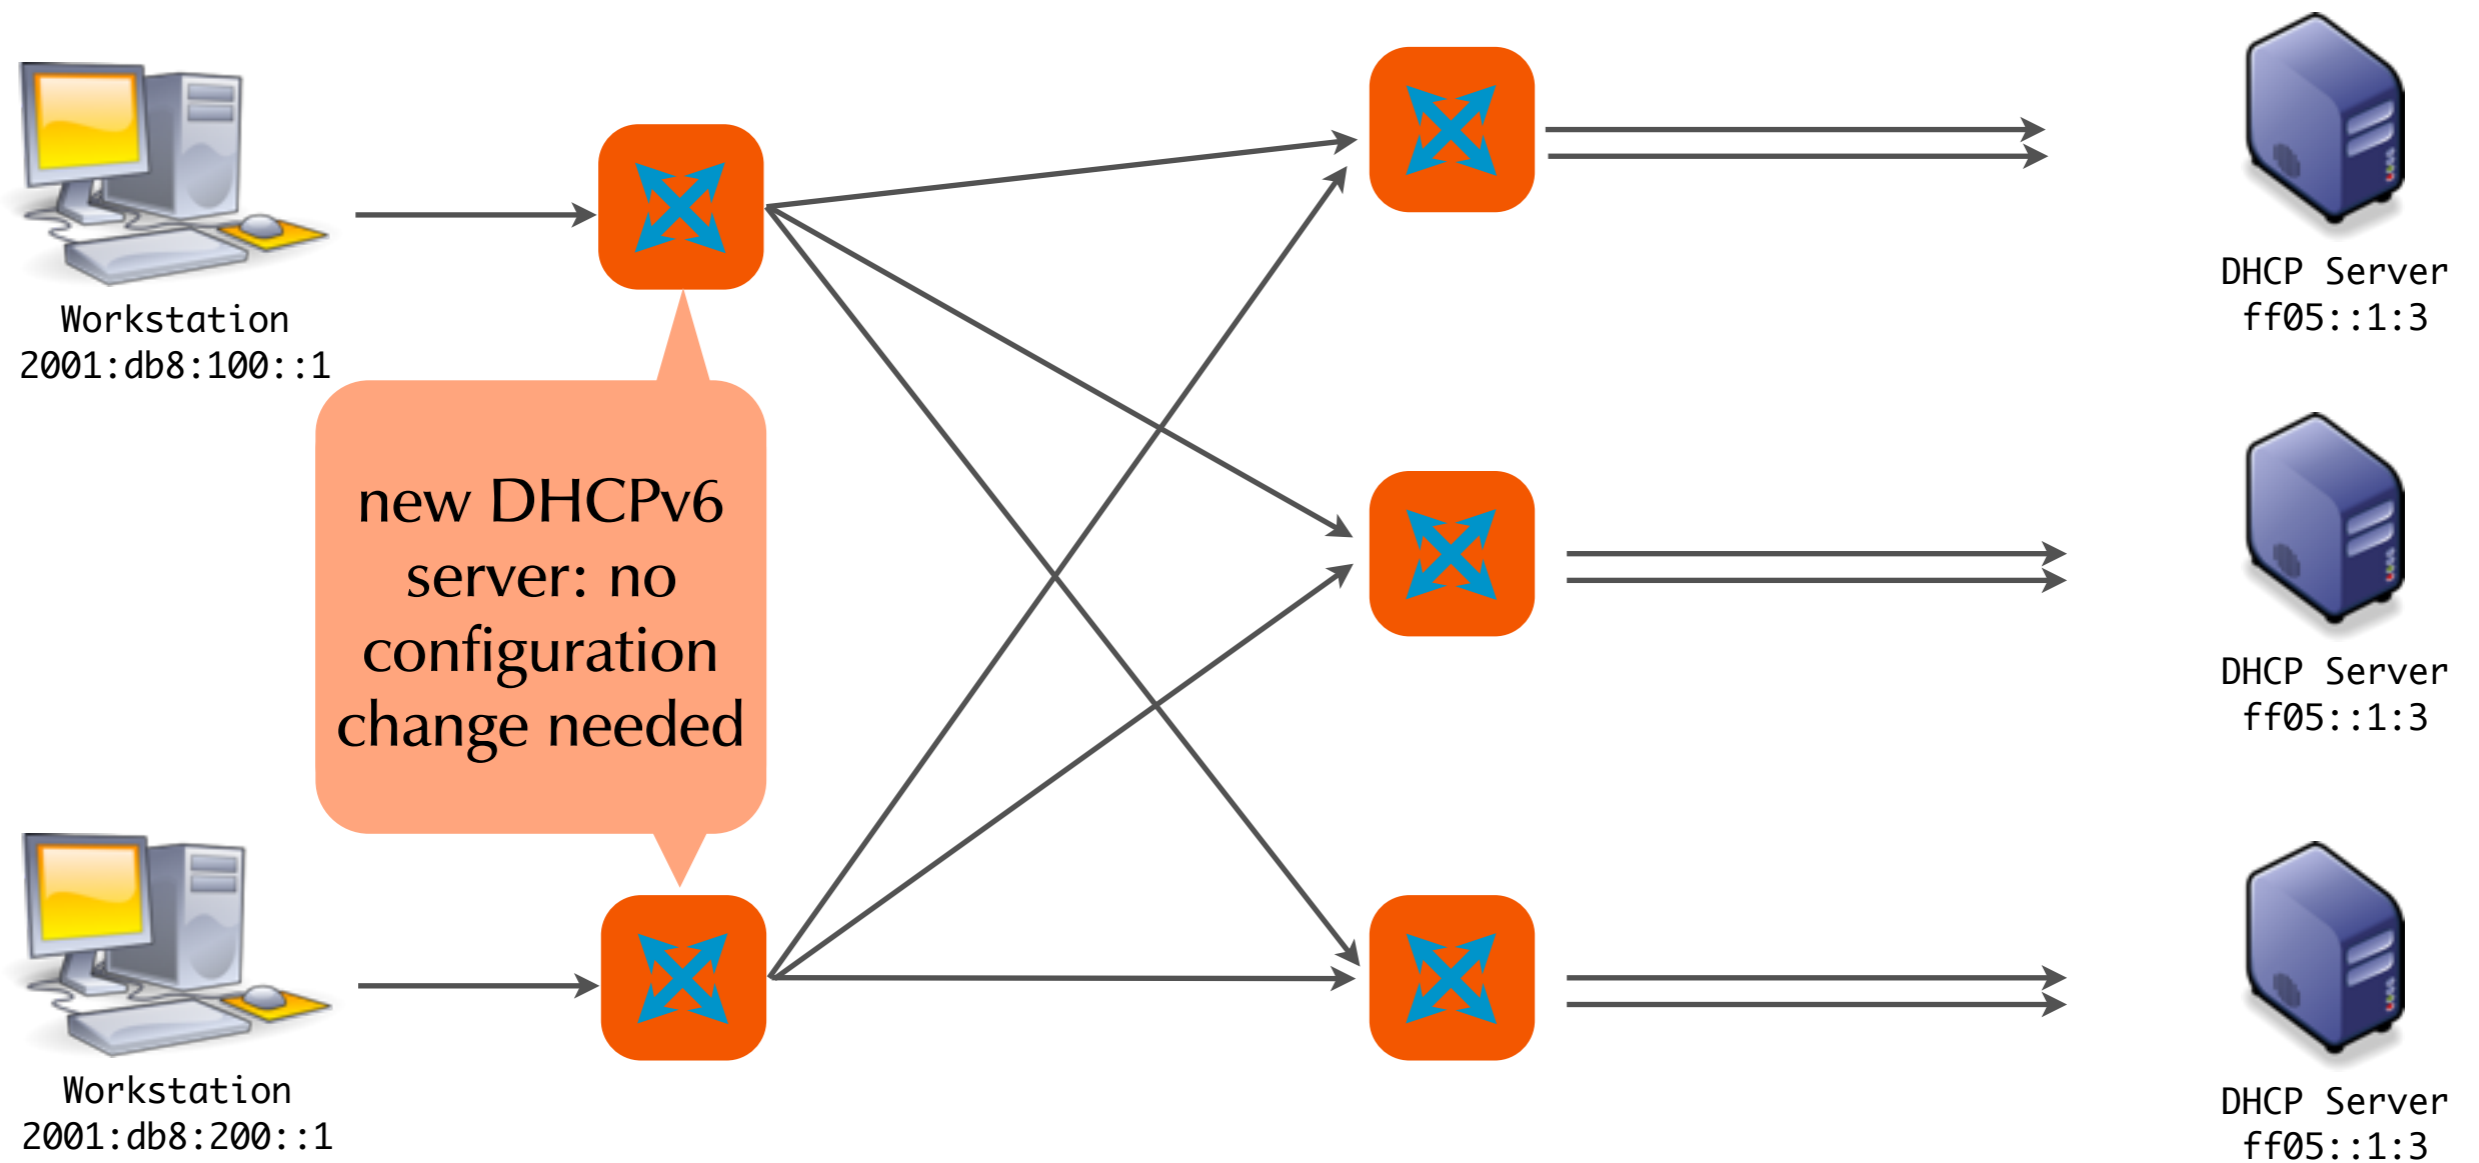 DHCP Server
ff05::1:3
Workstation
2001:db8:100::1
new DHCPv6
server: no
configuration
change needed
DHCP Server
ff05::1:3
Workstation
2001:db8:200::1
DHCP Server
ff05::1:3